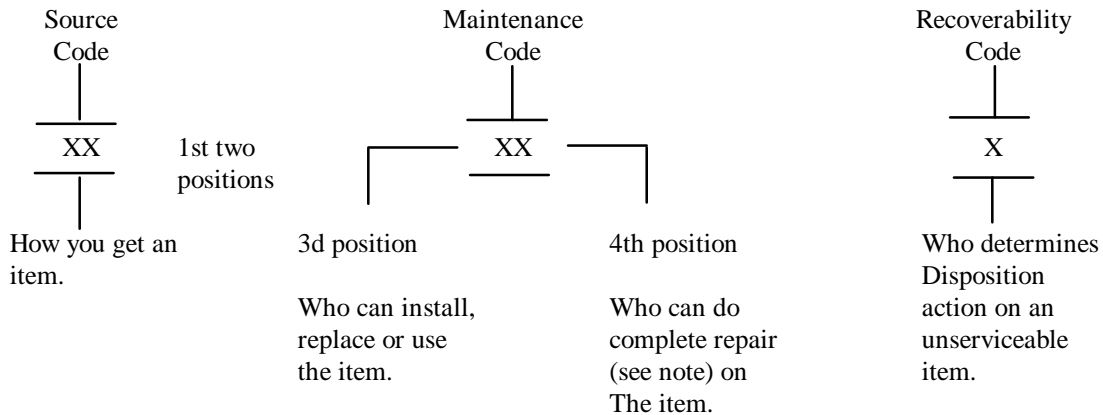 Source
Code
XX
1st two
positions
How you get an
item.
Maintenance
Code
XX
3d position
Who can install,
replace or use
the item.
4th position
Who can do
complete repair
(see note) on
The item.
Recoverability
Code
X
Who determines
Disposition
action on an
unserviceable
item.